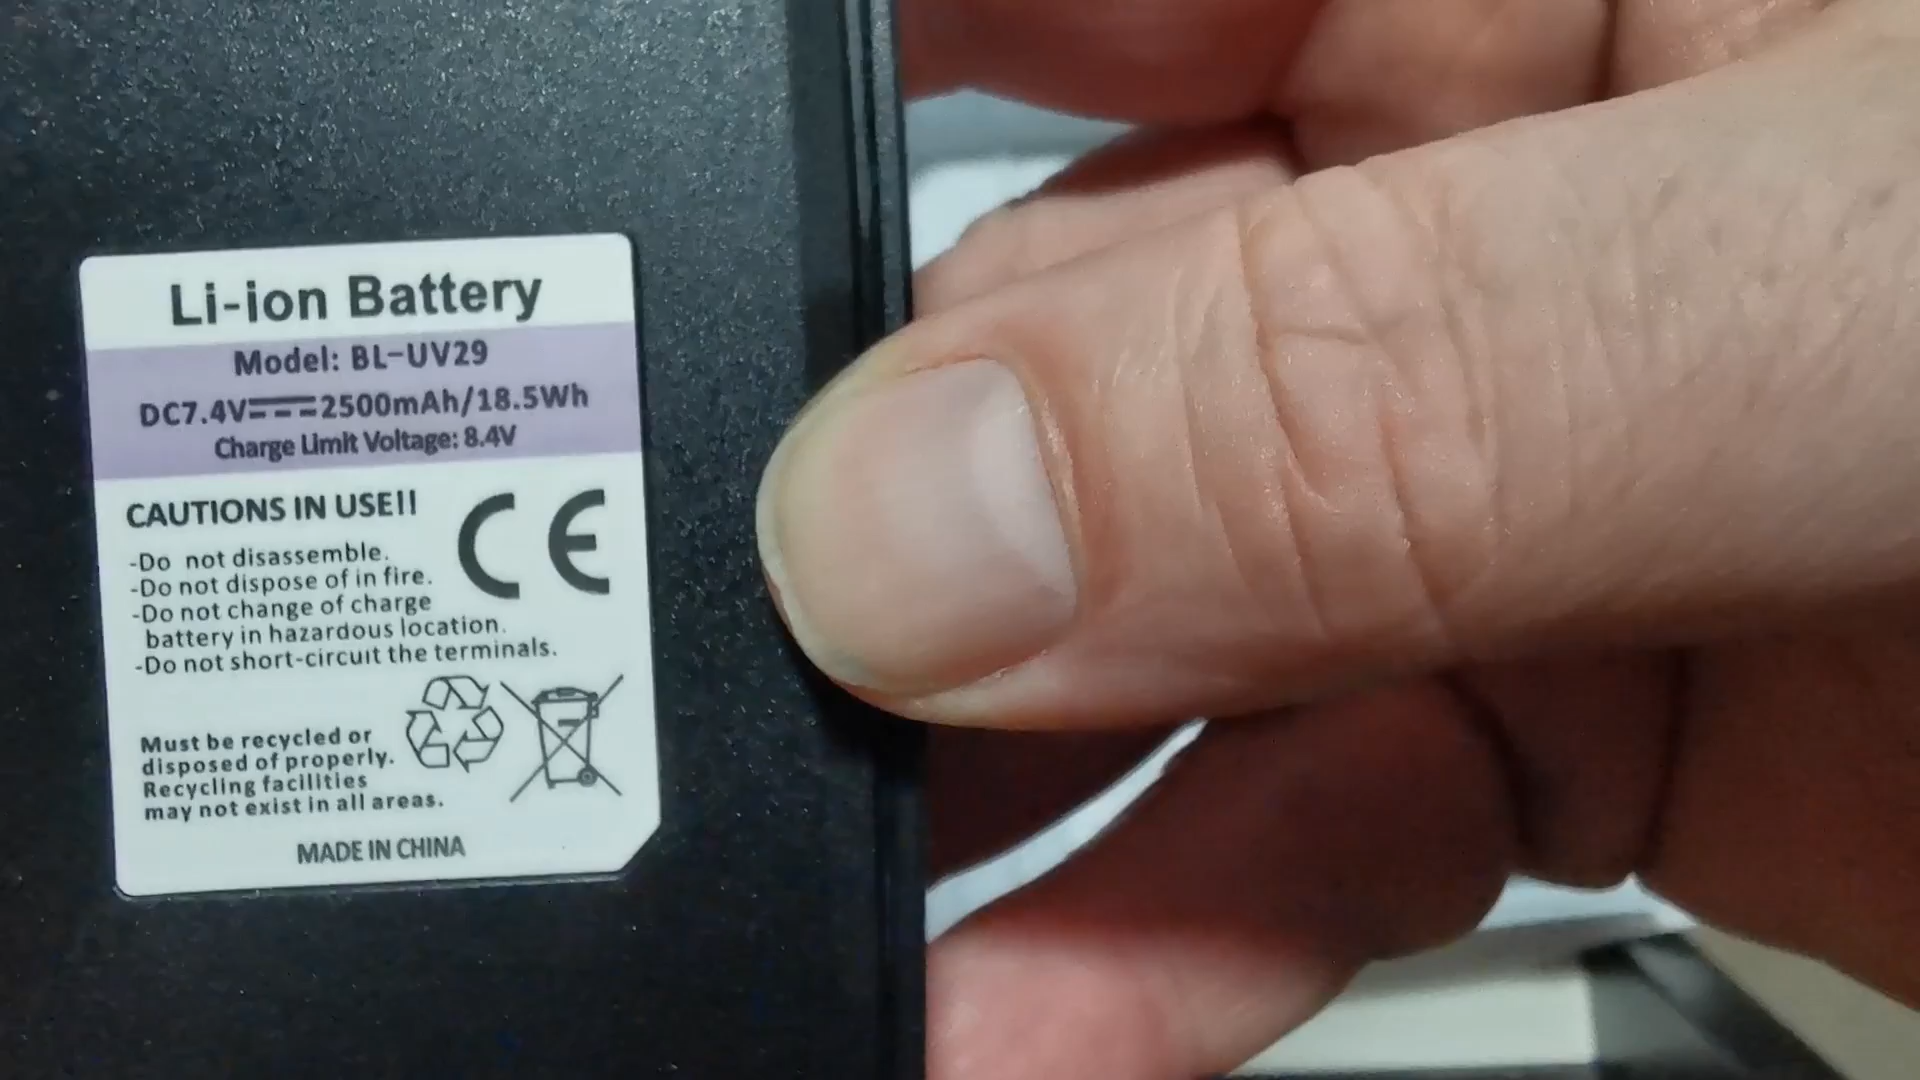 Li-ion Battery
Model: BL-UV29
DC7.4V⎓2500mAh/18.5Wh
Charge Limit Voltage: 8.4V
CAUTIONS IN USE!!
CE
-Do not disassemble.
-Do not dispose of in fire.
-Do not change of charge
battery in hazardous location.
-Do not short-circuit the terminals.
Must be recycled or
disposed of properly.
Recycling facilities
may not exist in all areas.
MADE IN CHINA